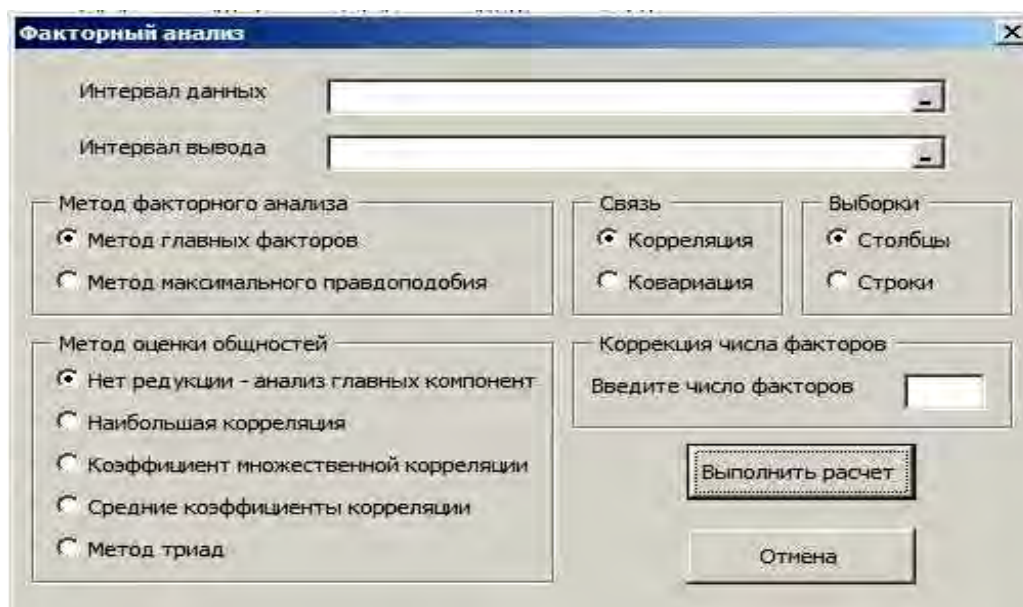 Факторный анализ
Интервал данных
Интервал вывода
Метод факторного анализа
Метод главных факторов
Метод максимального правдоподобия
Связь
Корреляция
Ковариация
Выборки
Столбцы
Строки
Метод оценки общностей
Нет редукции - анализ главных компонент
Наибольшая корреляция
Коэффициент множественной корреляции
Средние коэффициенты корреляции
Метод триад
Коррекция числа факторов
Введите число факторов
Выполнить расчет
Отмена